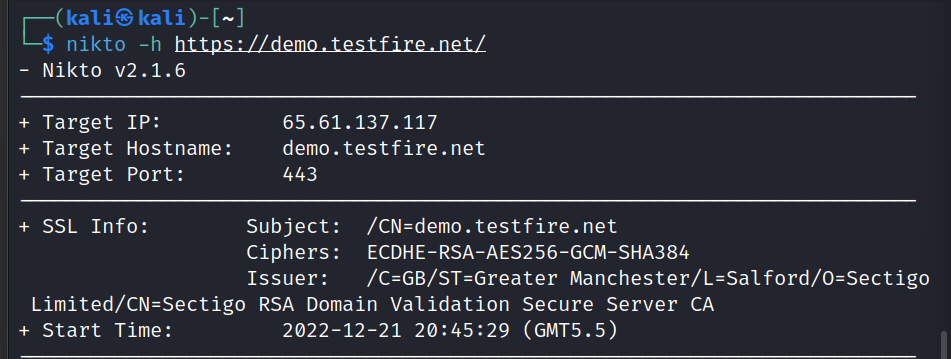 ┌──(kali㉿kali)-[~]
└─$ nikto -h https://demo.testfire.net/
- Nikto v2.1.6
---------------------------------------------------------------------------
+ Target IP:          65.61.137.117
+ Target Hostname:    demo.testfire.net
+ Target Port:        443
---------------------------------------------------------------------------
+ SSL Info:        Subject:  /CN=demo.testfire.net
                   Ciphers:  ECDHE-RSA-AES256-GCM-SHA384
                   Issuer:   /C=GB/ST=Greater Manchester/L=Salford/O=Sectigo
 Limited/CN=Sectigo RSA Domain Validation Secure Server CA
+ Start Time:         2022-12-21 20:45:29 (GMT5.5)
---------------------------------------------------------------------------